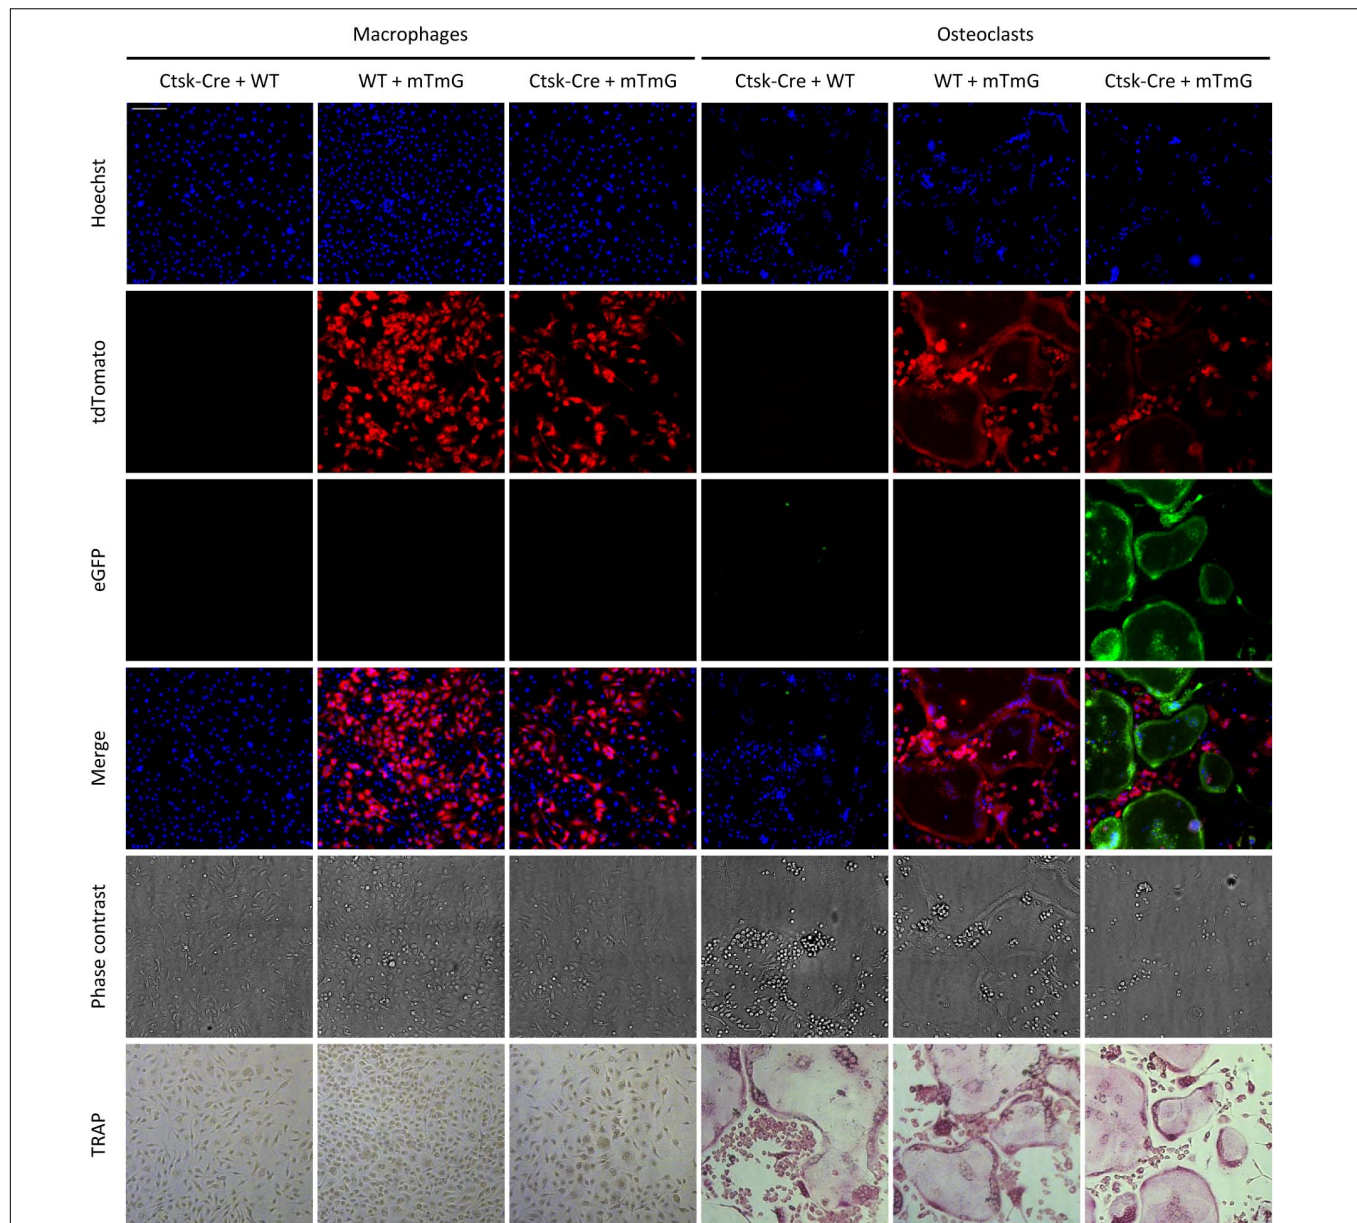 Macrophages Osteoclasts
Ctsk-Cre + WT WT + mTmG Ctsk-Cre + mTmG Ctsk-Cre + WT WT + mTmG Ctsk-Cre + mTmG
Hoechst
tdTomato
eGFP
Merge
Phase contrast
TRAP